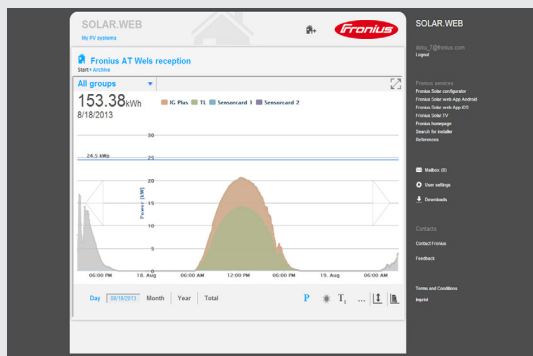 SOLAR.WEB
My PV systems
Fronius
Fronius AT Wels reception
Start > Archive
All groups
153.38kWh
8/18/2013
IG Plus TL Sensorcard 1 Sensorcard 2
30
24.5 kWp
25
20
15
10
5
Power [kW]
06:00 PM 18. Aug 06:00 AM 12:00 PM 06:00 PM 19. Aug 06:00 AM
Day 08/18/2013 Month Year Total
P T1 ...
SOLAR.WEB
Logout
Fronius services
Fronius Solar configurator
Fronius Solar web App Android
Fronius Solar web App iOS
Fronius Solar.TV
Fronius homepage
Search for installer
References
Mailbox (0)
User settings
Downloads
Contacts
Contact Fronius
Feedback
Terms and Conditions
Imprint